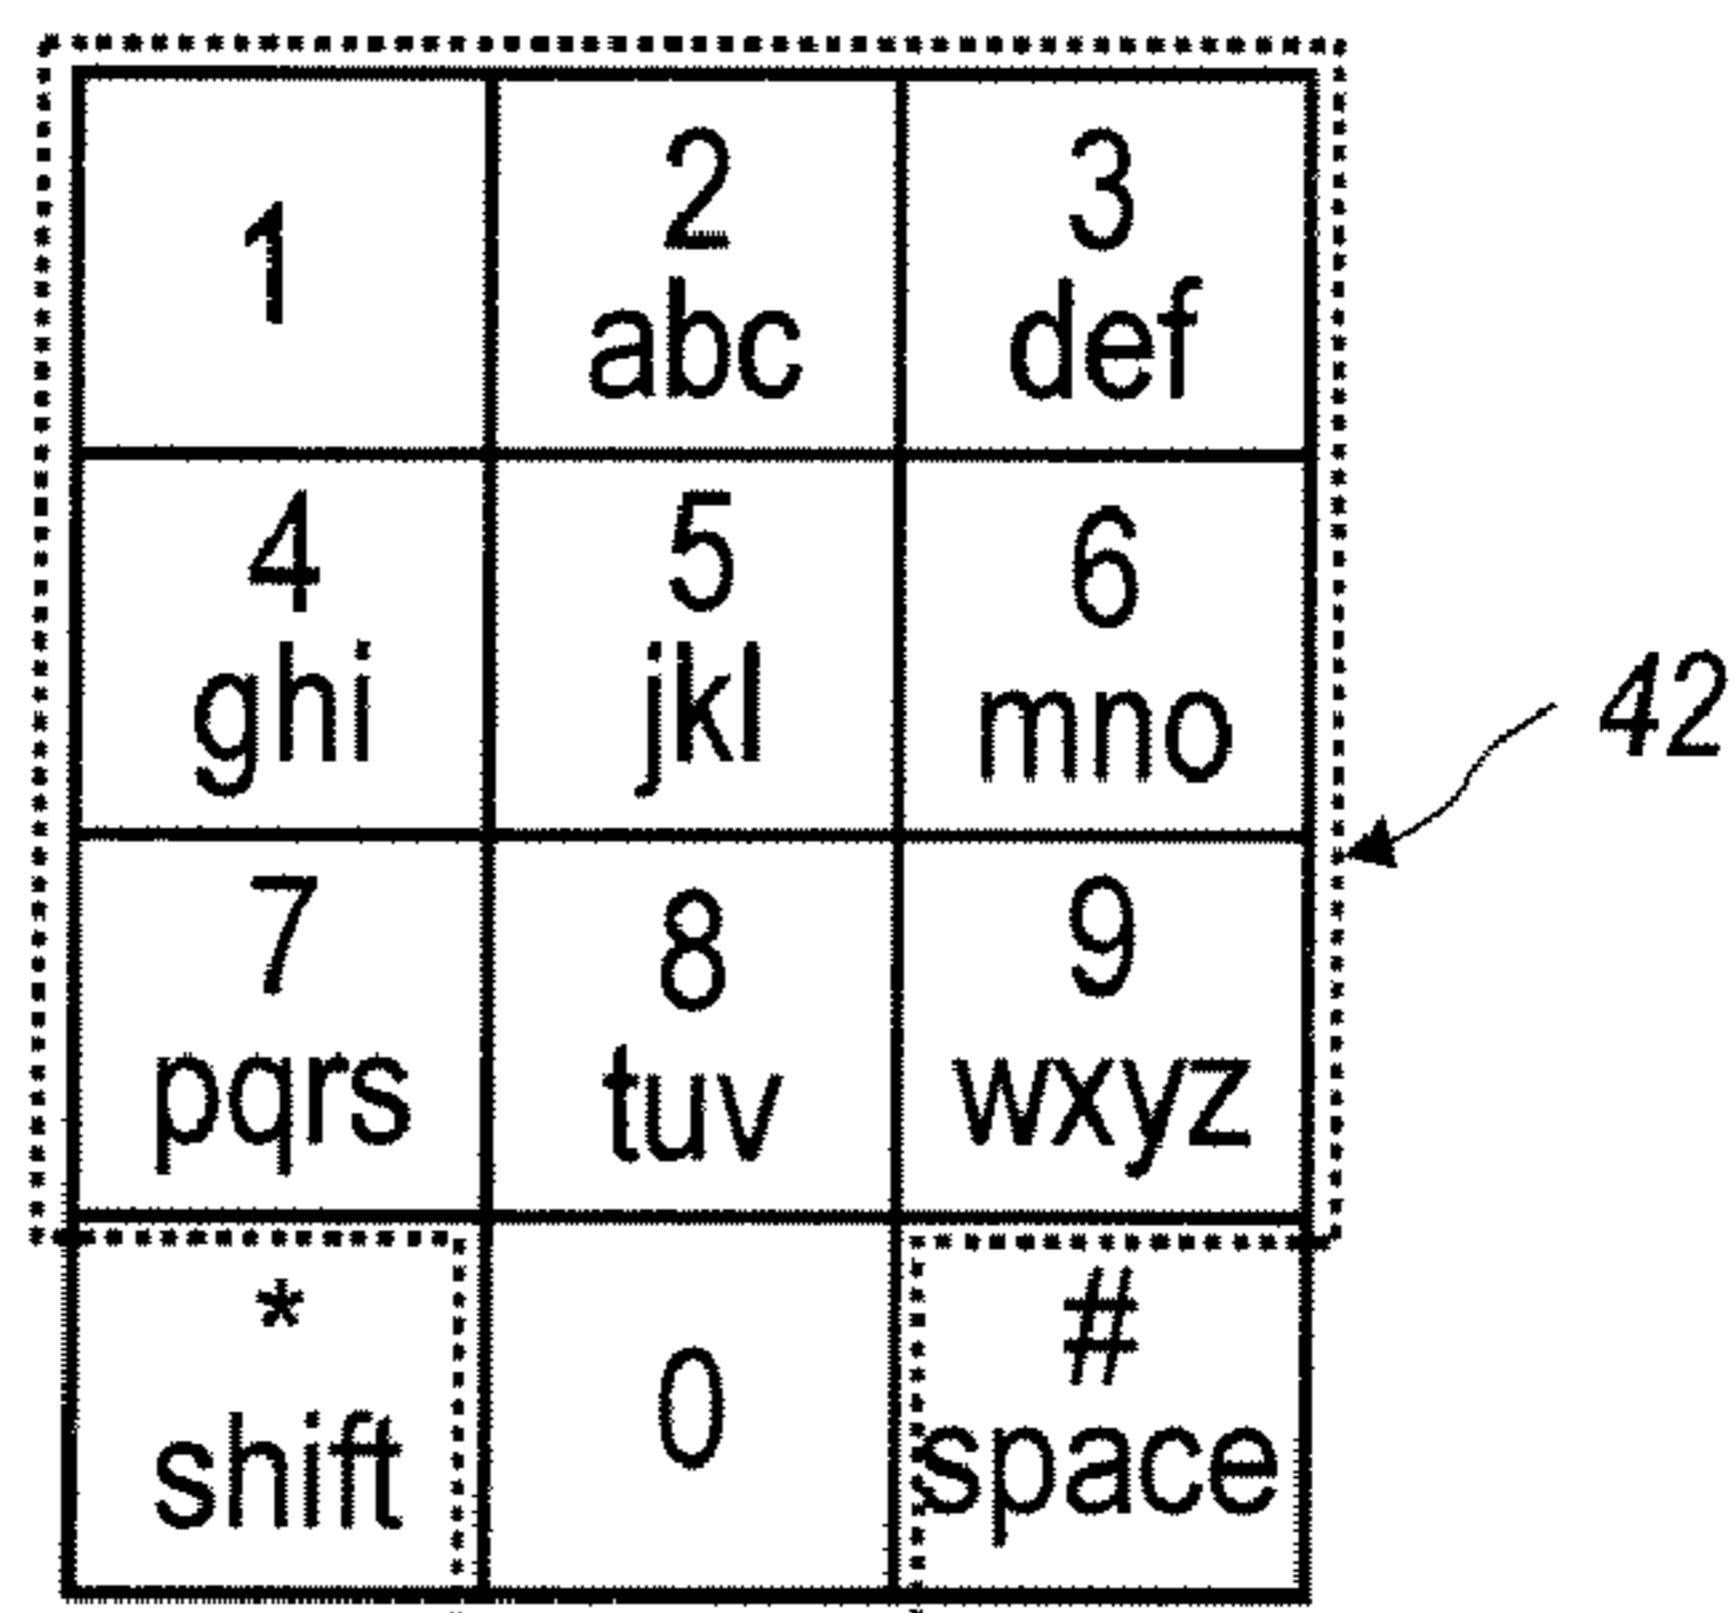 1 2 3
abc def
4 5 6
ghi jkl mno
42
7 8 9
pqrs tuv wxyz
* 0 #
shift space